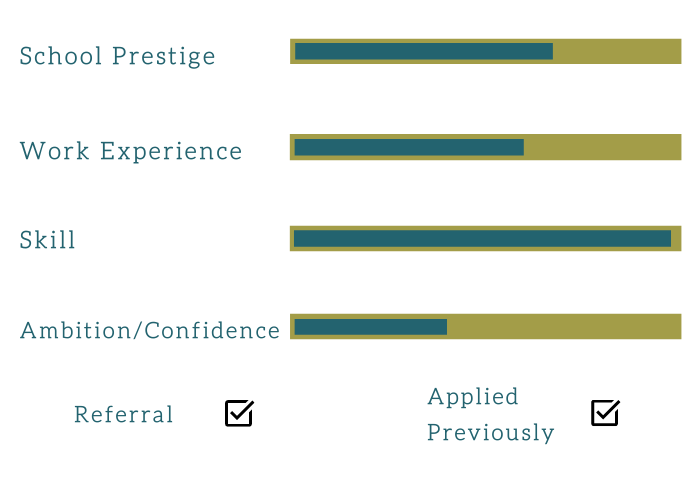 School Prestige
Work Experience
Skill
Ambition/Confidence
Referral
Applied
Previously